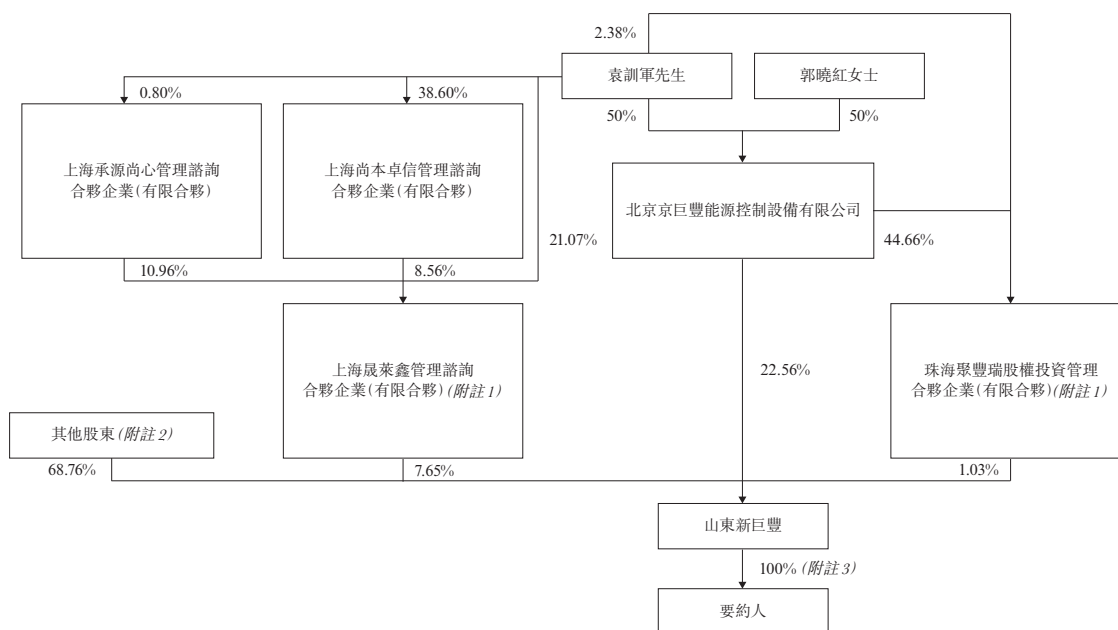 2.38%
袁訓軍先生
郭曉紅女士
0.80%
38.60%
50%
50%
上海承源尚心管理諮詢
合夥企業(有限合夥)
上海尚本卓信管理諮詢
合夥企業(有限合夥)
北京京巨豐能源控制設備有限公司
21.07%
44.66%
10.96%
8.56%
上海晟萊鑫管理諮詢
合夥企業(有限合夥)(附註1)
22.56%
珠海聚豐瑞股權投資管理
合夥企業(有限合夥)(附註1)
其他股東(附註2)
68.76%
7.65%
1.03%
山東新巨豐
100%(附註3)
要約人